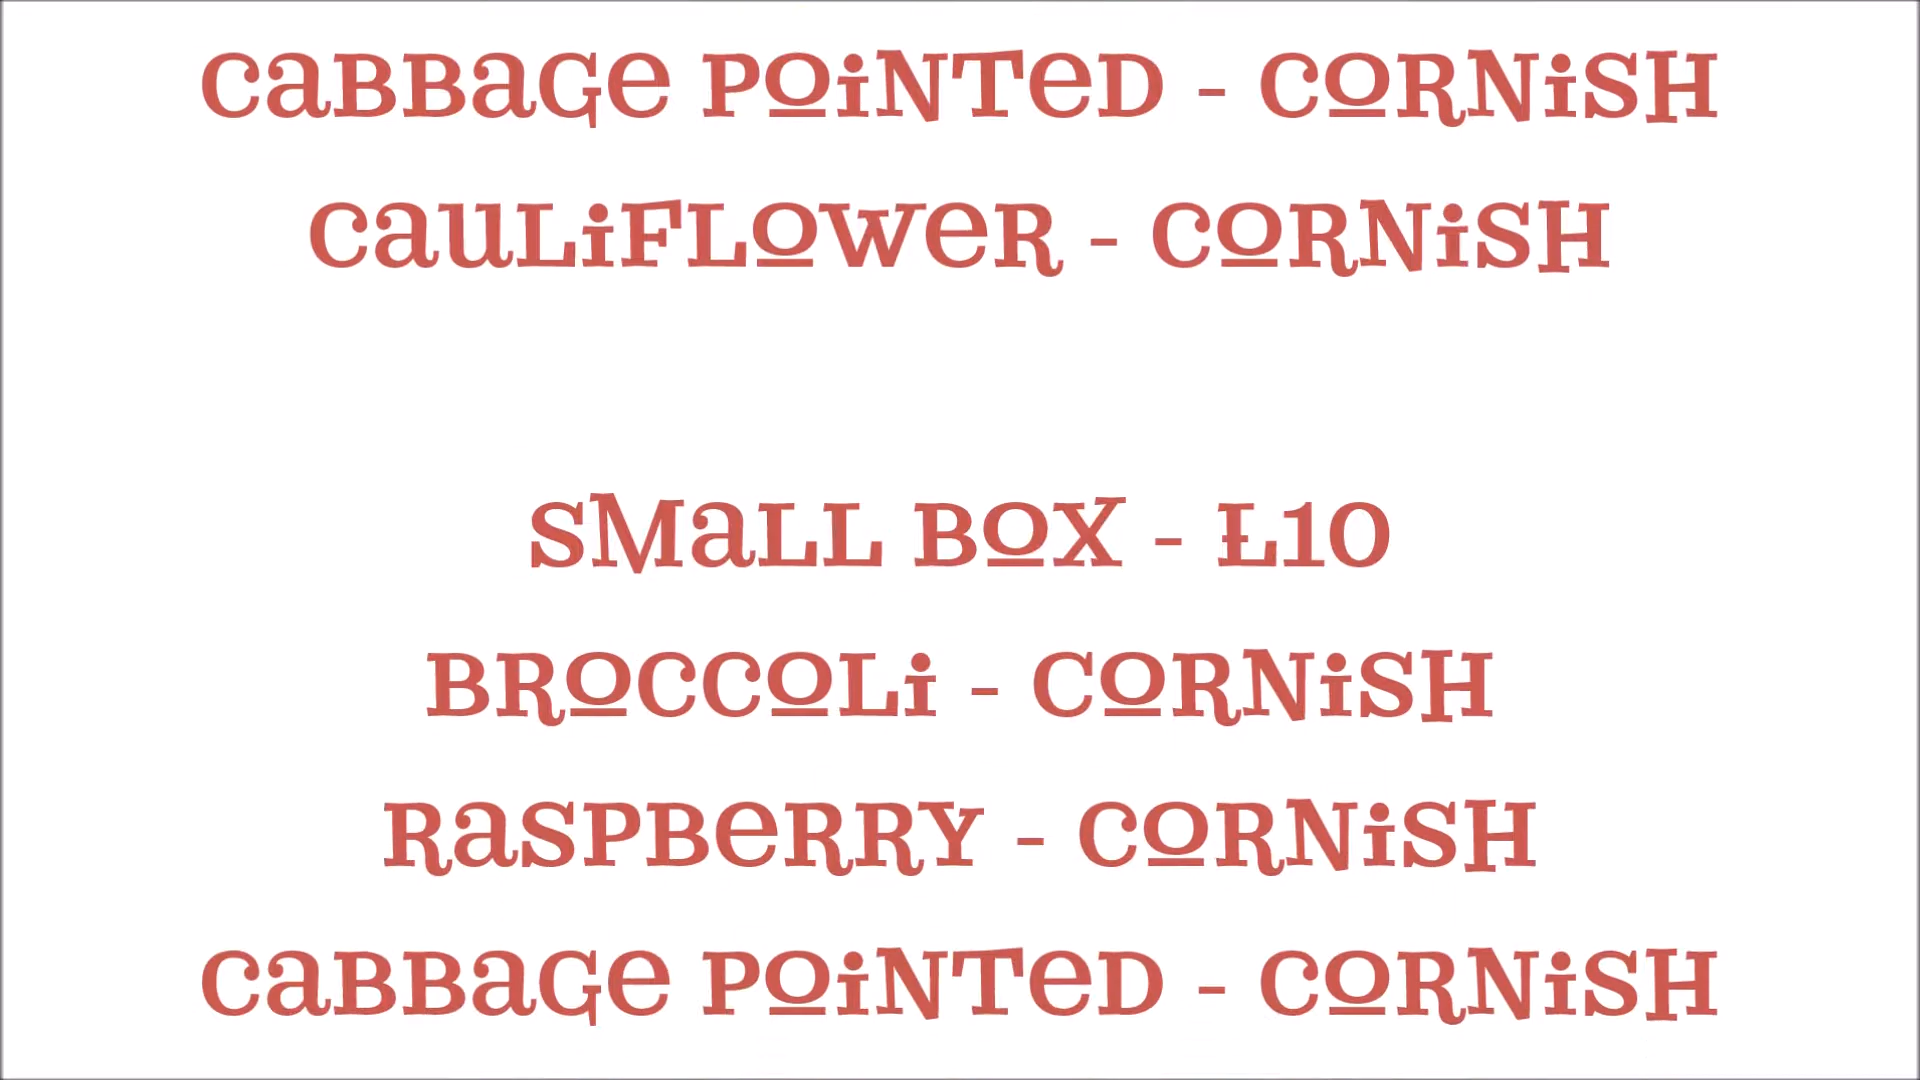 CABBAGE POINTED - CORNISH
CAULIFLOWER - CORNISH
SMALL BOX - £10
BROCCOLI - CORNISH
RASPBERRY - CORNISH
CABBAGE POINTED - CORNISH